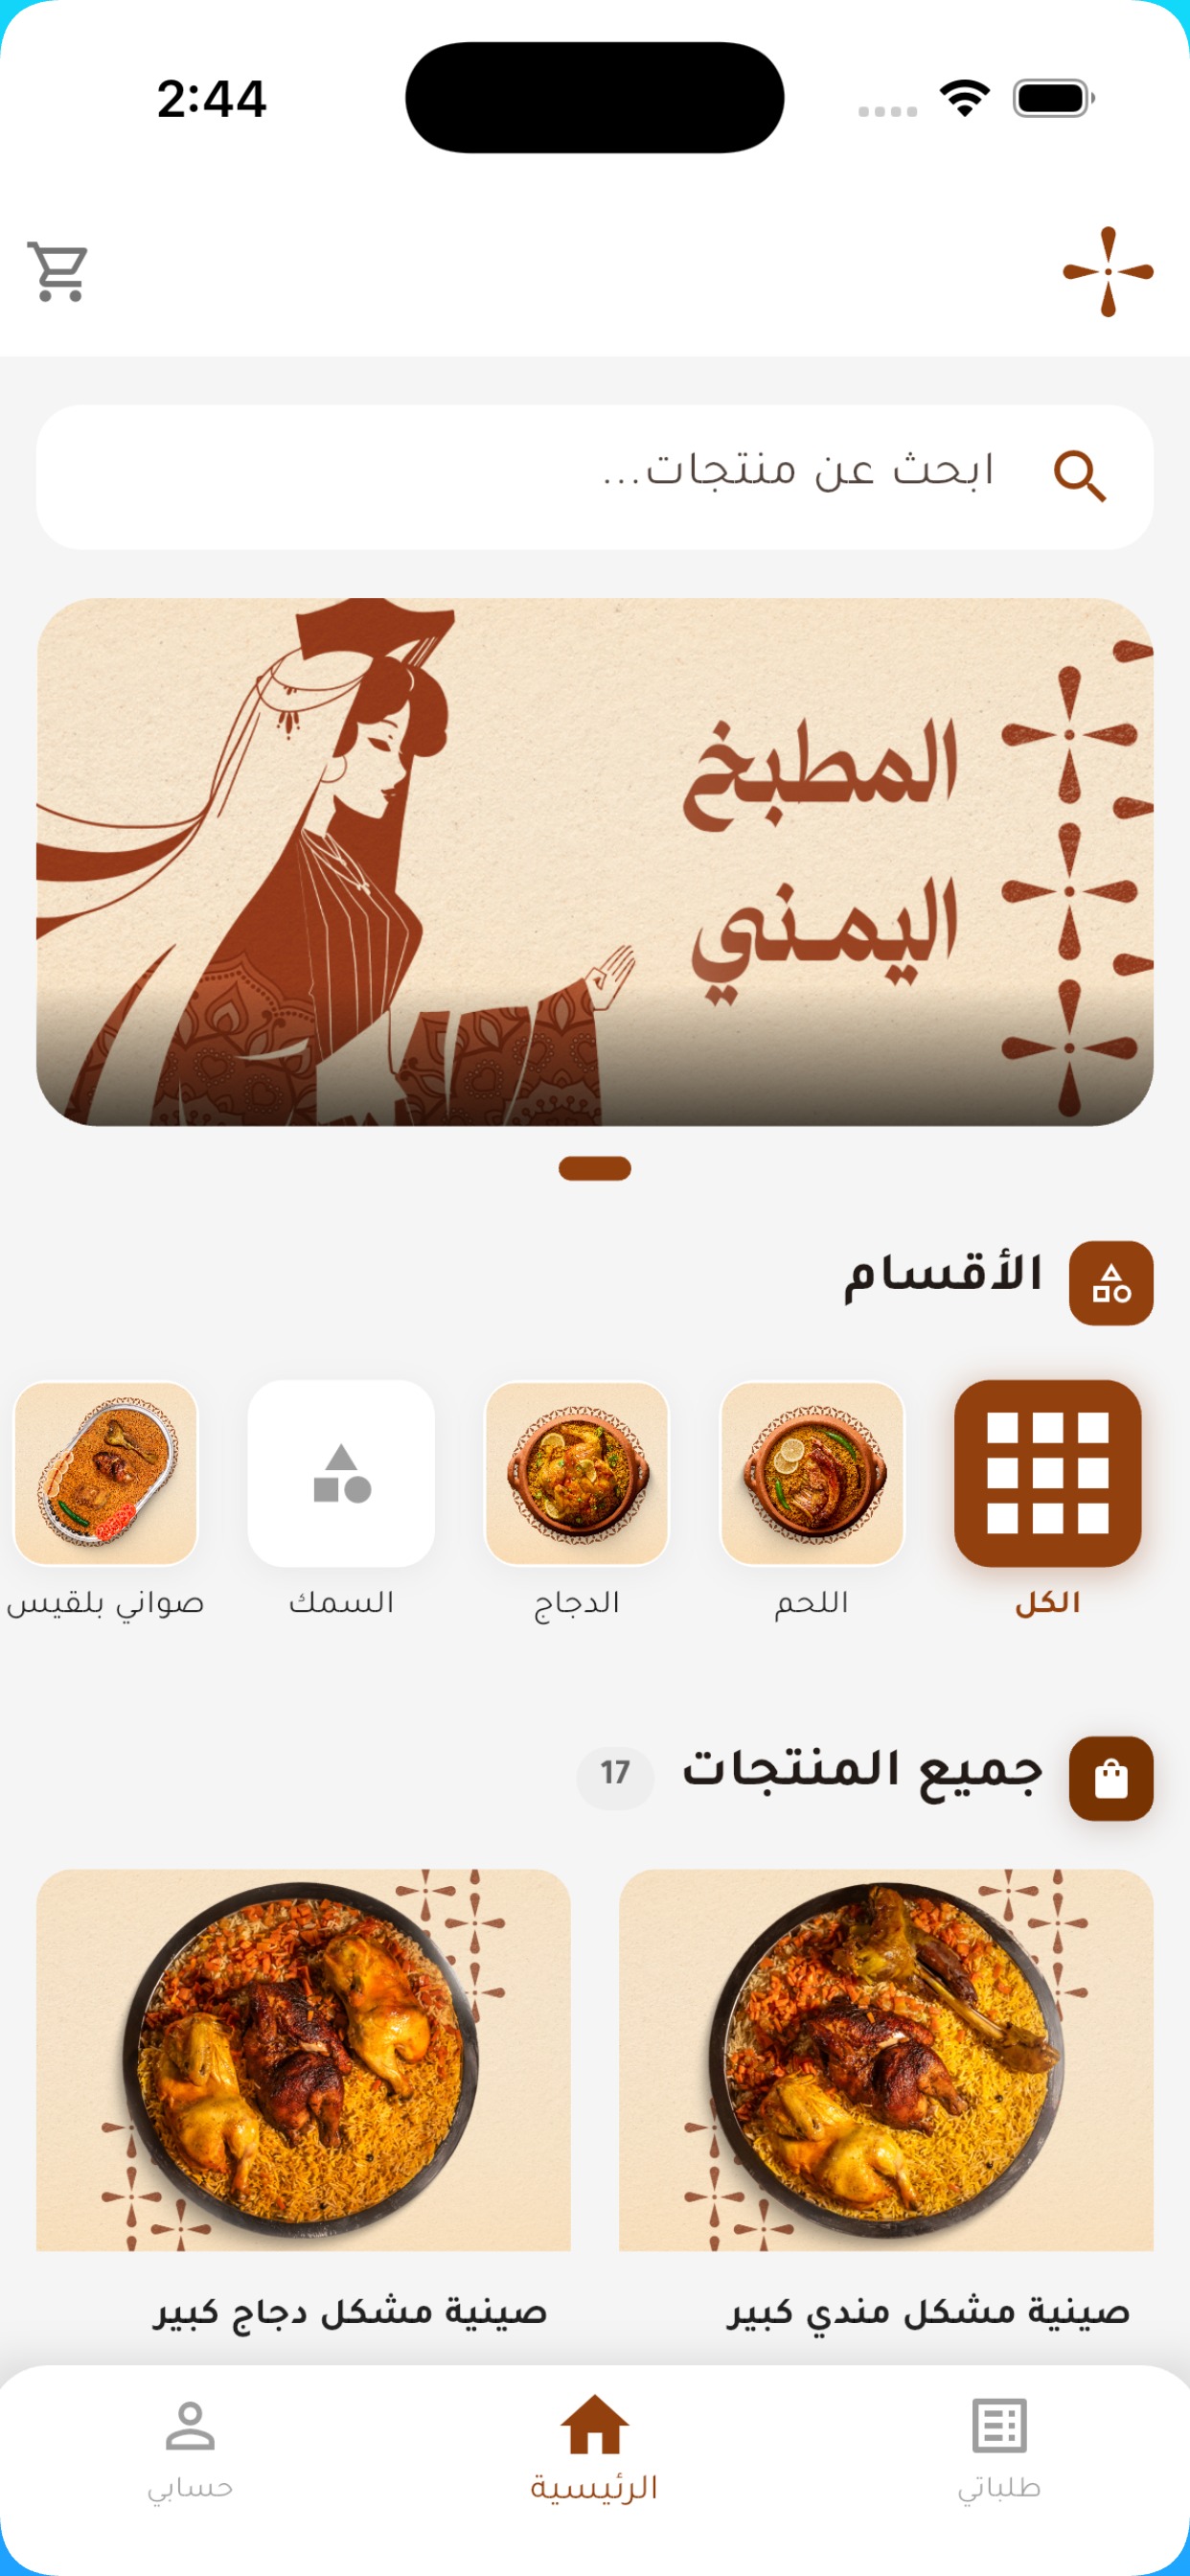 2:44
ابحث عن منتجات...
المطبخ
اليمني
الأقسام
الكل
اللحم
الدجاج
السمك
صواني بلقيس
جميع المنتجات 17
صينية مشكل مندي كبير
صينية مشكل دجاج كبير
طلباتي
الرئيسية
حسابي